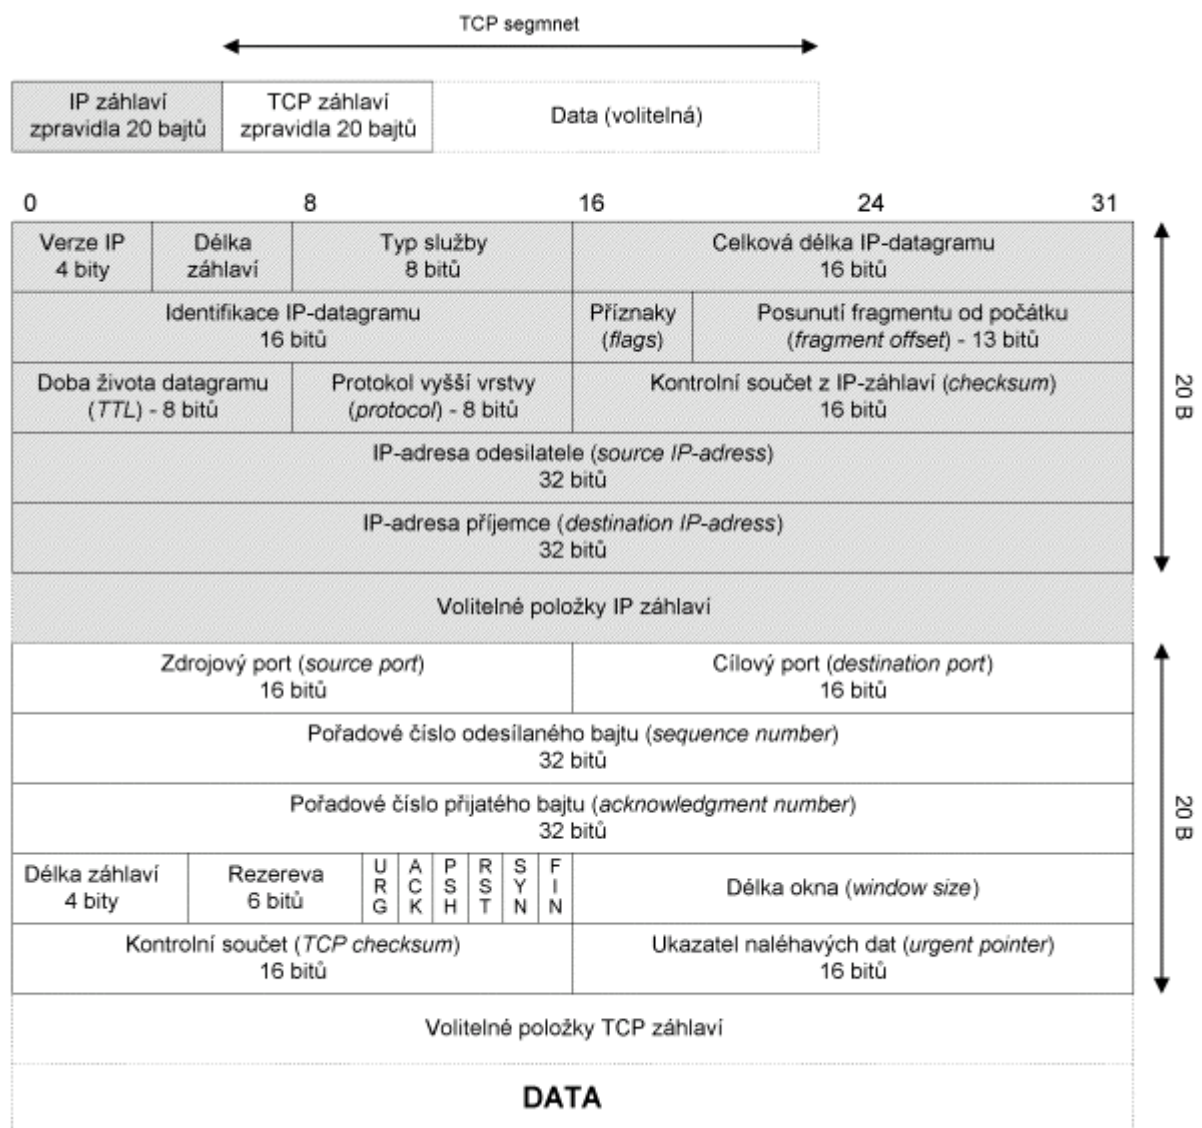 TCP segmnet
IP záhlaví
zpravidla 20 bajtů
TCP záhlaví
zpravidla 20 bajtů
Data (volitelná)
0 8 16 24 31
Verze IP
4 bity
Délka
záhlaví
Typ služby
8 bitů
Celková délka IP-datagramu
16 bitů
Identifikace IP-datagramu
16 bitů
Příznaky
(flags)
Posunutí fragmentu od počátku
(fragment offset) - 13 bitů
Doba života datagramu
(TTL) - 8 bitů
Protokol vyšší vrstvy
(protocol) - 8 bitů
Kontrolní součet z IP-záhlaví (checksum)
16 bitů
IP-adresa odesilatele (source IP-adress)
32 bitů
IP-adresa příjemce (destination IP-adress)
32 bitů
20 B
Volitelné položky IP záhlaví
Zdrojový port (source port)
16 bitů
Cílový port (destination port)
16 bitů
Pořadové číslo odesílaného bajtu (sequence number)
32 bitů
Pořadové číslo přijatého bajtu (acknowledgment number)
32 bitů
Délka záhlaví
4 bity
Rezereva
6 bitů
URG
ACK
PSH
RST
SYN
FIN
Délka okna (window size)
Kontrolní součet (TCP checksum)
16 bitů
Ukazatel naléhavých dat (urgent pointer)
16 bitů
20 B
Volitelné položky TCP záhlaví
DATA